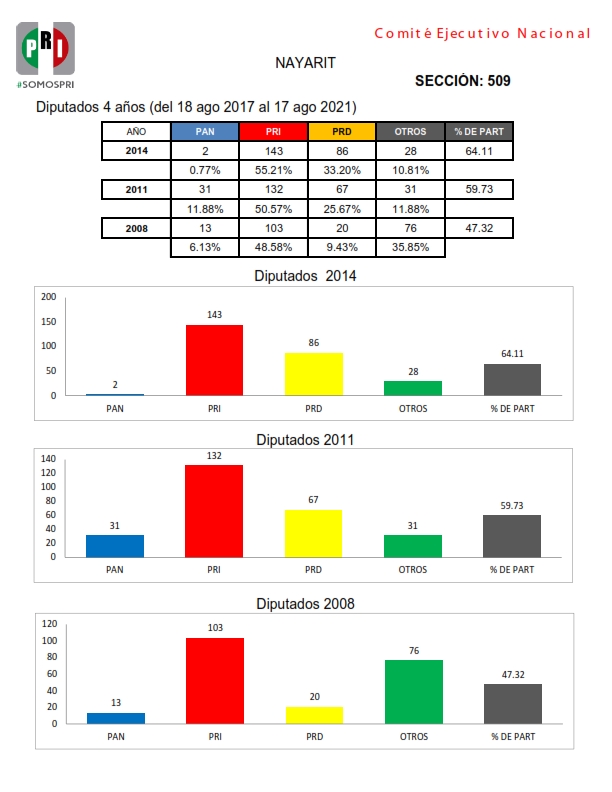 Comité Ejecutivo Nacional
PRI
#SOMOSPRI
NAYARIT
SECCIÓN: 509
Diputados 4 años (del 18 ago 2017 al 17 ago 2021)
AÑO PAN PRI PRD OTROS % DE PART
2014 2 143 86 28 64.11
0.77% 55.21% 33.20% 10.81%
2011 31 132 67 31 59.73
11.88% 50.57% 25.67% 11.88%
2008 13 103 20 76 47.32
6.13% 48.58% 9.43% 35.85%
Diputados 2014
200
150
100
50
0
2 143 86 28 64.11
PAN PRI PRD OTROS % DE PART
Diputados 2011
140
120
100
80
60
40
20
0
31 132 67 31 59.73
PAN PRI PRD OTROS % DE PART
Diputados 2008
120
100
80
60
40
20
0
13 103 20 76 47.32
PAN PRI PRD OTROS % DE PART